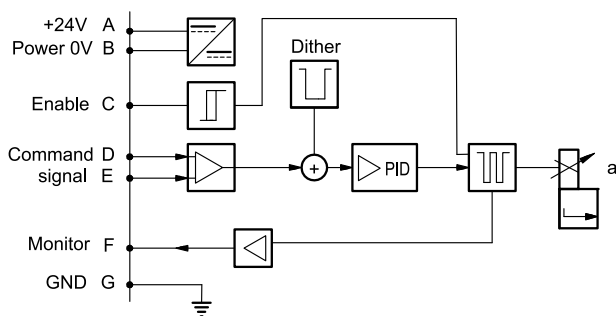 +24V A
Power 0V B
Dither
Enable C
Command D
signal E
+
PID
a
Monitor F
GND G